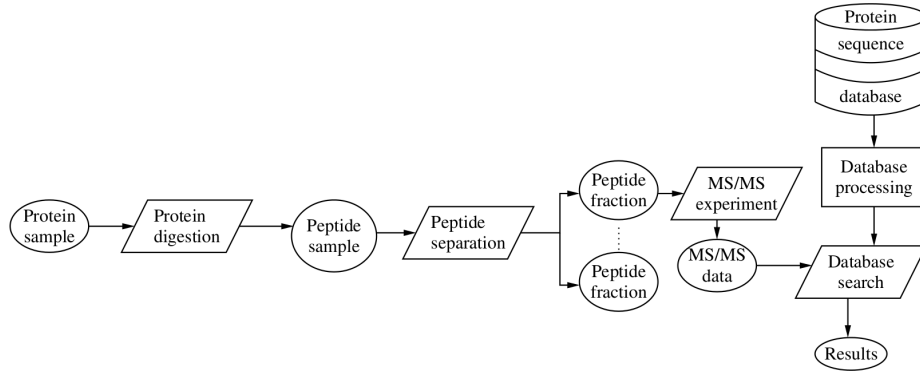 Protein
sample
Protein
digestion
Peptide
sample
Peptide
separation
Peptide
fraction
Peptide
fraction
MS/MS
experiment
MS/MS
data
Protein
sequence
database
Database
processing
Database
search
Results